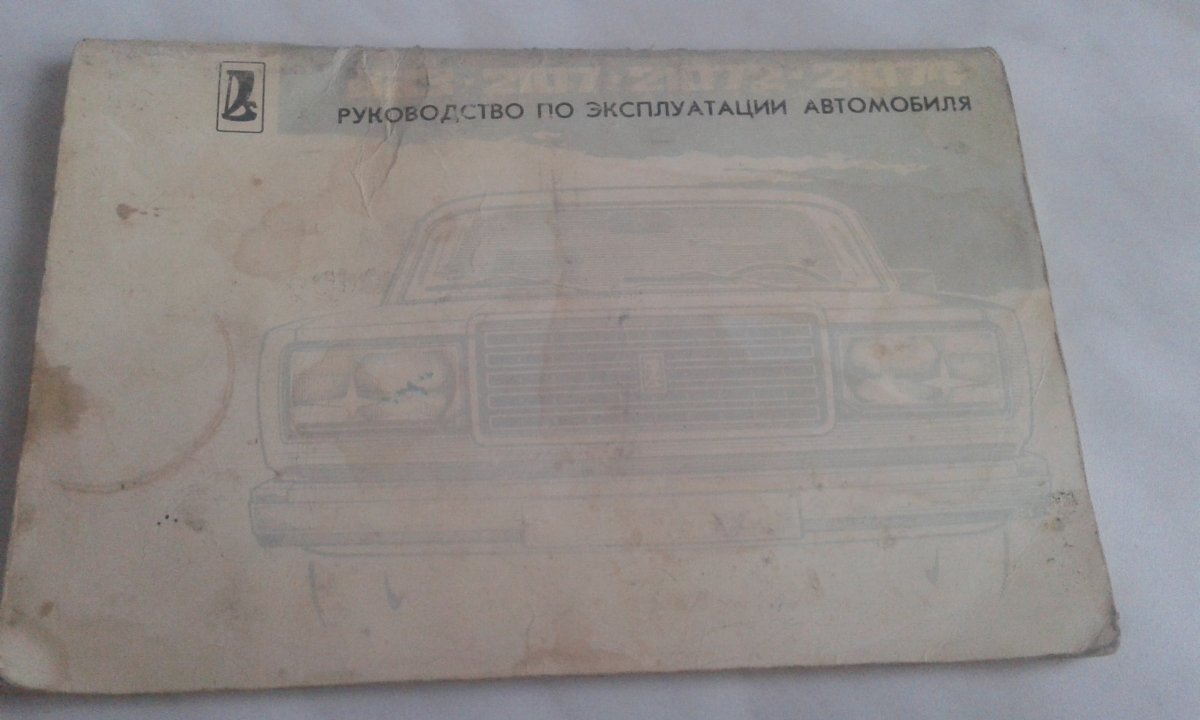 РУКОВОДСТВО ПО ЭКСПЛУАТАЦИИ АВТОМОБИЛЯ